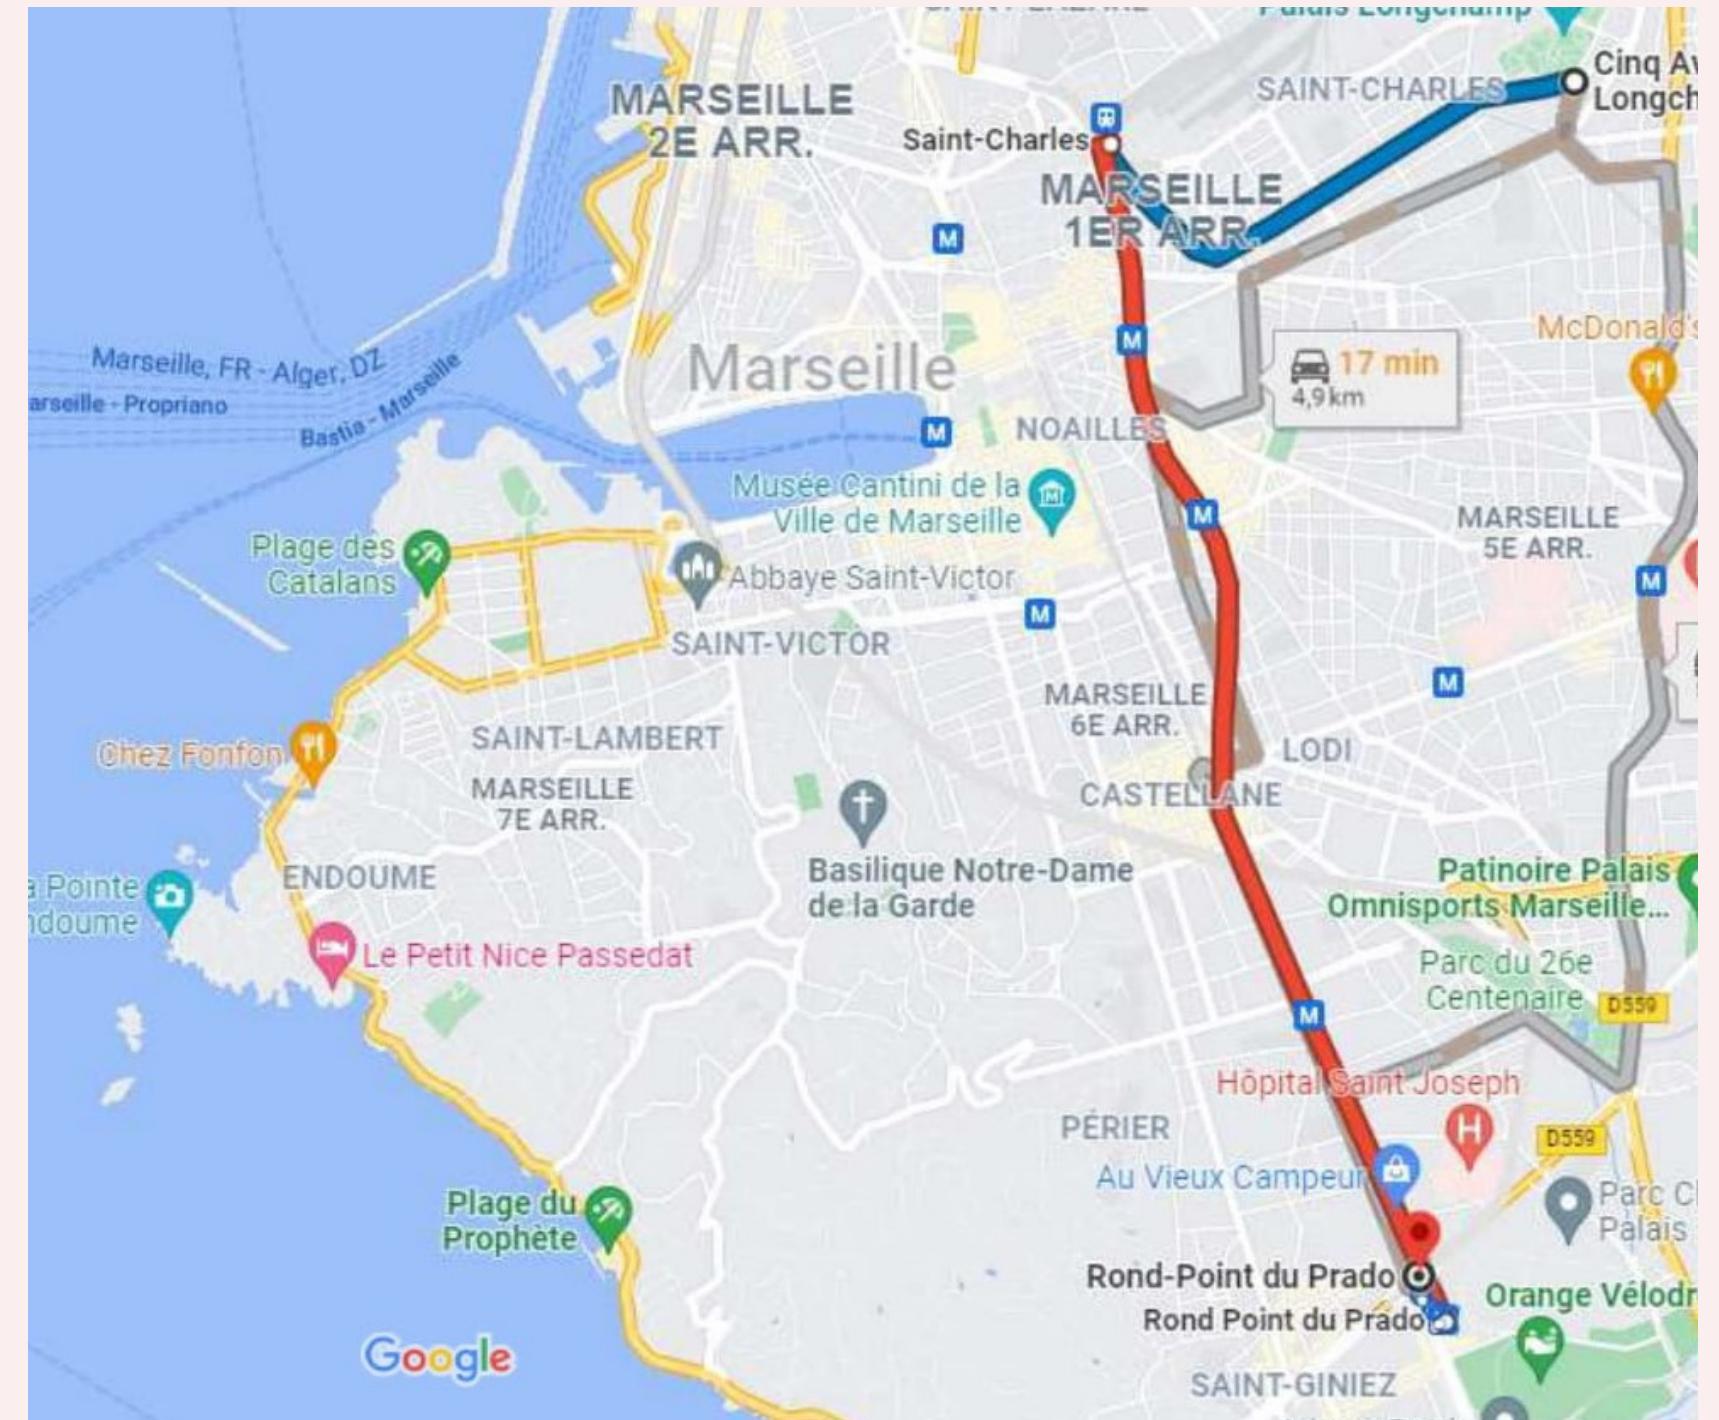 Palais Longchamp
Cinq Av
Longch
SAINT-CHARLES
MARSEILLE
2E ARR.
Saint-Charles
MARSEILLE
1ER ARR.
M
McDonald's
M
17 min
4,9 km
Marseille, FR - Alger, DZ
Marseille
arseille - Propriano
Bastia - Marseille
M
NOAILLES
Musée Cantini de la
Ville de Marseille
M
M
MARSEILLE
5E ARR.
Plage des
Catalans
Abbaye Saint-Victor
M
M
SAINT-VICTOR
M
MARSEILLE
6E ARR.
SAINT-LAMBERT
LODI
Chez Fonfon
MARSEILLE
7E ARR.
CASTELLANE
Basilique Notre-Dame
de la Garde
ENDOUME
a Pointe
ndoume
Patinoire Palais
Omnisports Marseille...
Le Petit Nice Passedat
Parc du 26e
Centenaire
D559
M
Hôpital Saint Joseph
H
PÉRIER
D559
Au Vieux Campeur
Parc C
Palais
Plage du
Prophète
Rond-Point du Prado
Rond Point du Prado
Orange Vélodr
Google
SAINT-GINIEZ